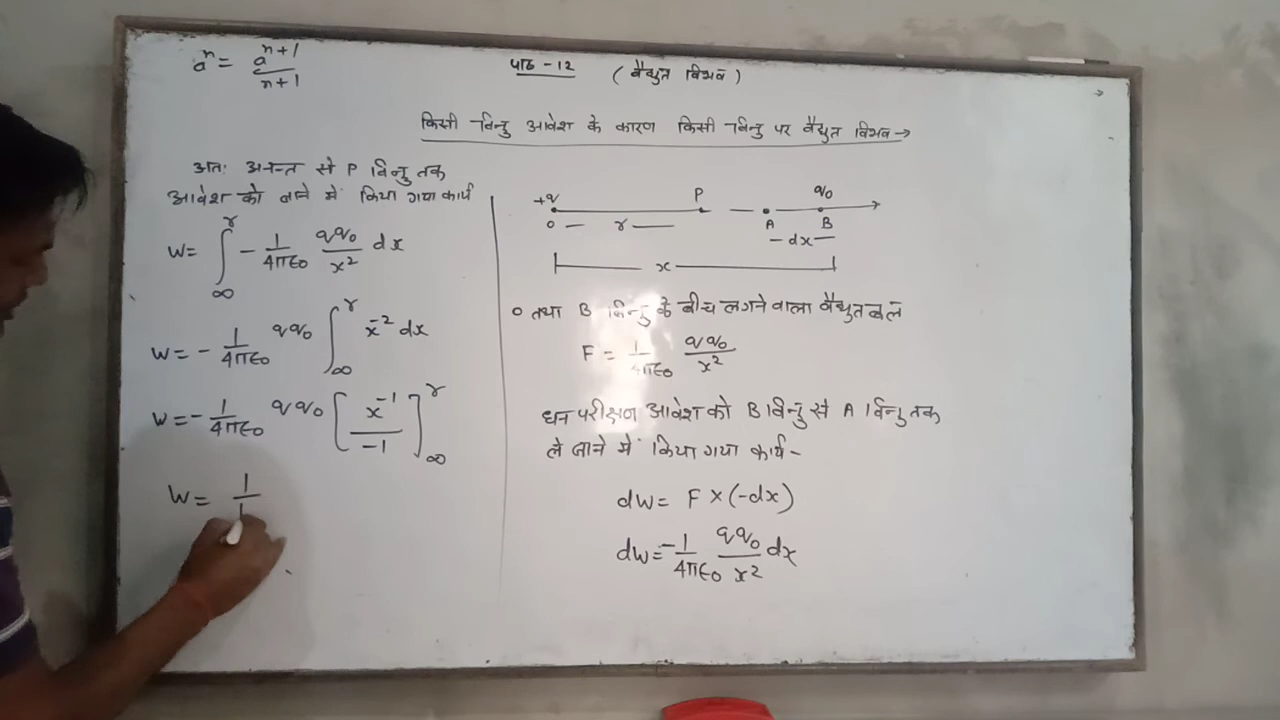 aⁿ = aⁿ⁺¹/n+1
पाठ - 12 (वैद्युत विभव)
किसी बिन्दु आवेश के कारण किसी बिन्दु पर वैद्युत विभव →
अतः अनन्त से P बिन्दु तक
आवेश को लाने में किया गया कार्य
W = ∫_∞^r - 1/4πε₀ qq₀/x² dx
W = - 1/4πε₀ qq₀ ∫_∞^r x⁻² dx
W = - 1/4πε₀ qq₀ [x⁻¹/-1]_∞^r
W = 1
+q P q₀
O r A B
dx
x
O तथा B बिन्दु के बीच लगने वाला वैद्युत बल
F = 1/4πε₀ qq₀/x²
धन परीक्षण आवेश को B बिन्दु से A बिन्दु तक
ले जाने में किया गया कार्य -
dw = F × (-dx)
dw = - 1/4πε₀ qq₀/x² dx